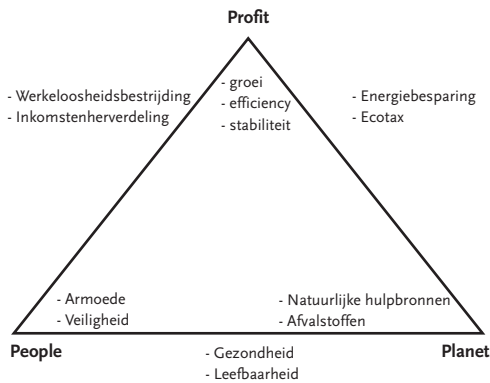 Profit
- groei
- efficiency
- stabiliteit
- Werkeloosheidsbestrijding
- Inkomstenherverdeling
- Energiebesparing
- Ecotax
- Armoede
- Veiligheid
- Natuurlijke hulpbronnen
- Afvalstoffen
People
- Gezondheid
- Leefbaarheid
Planet